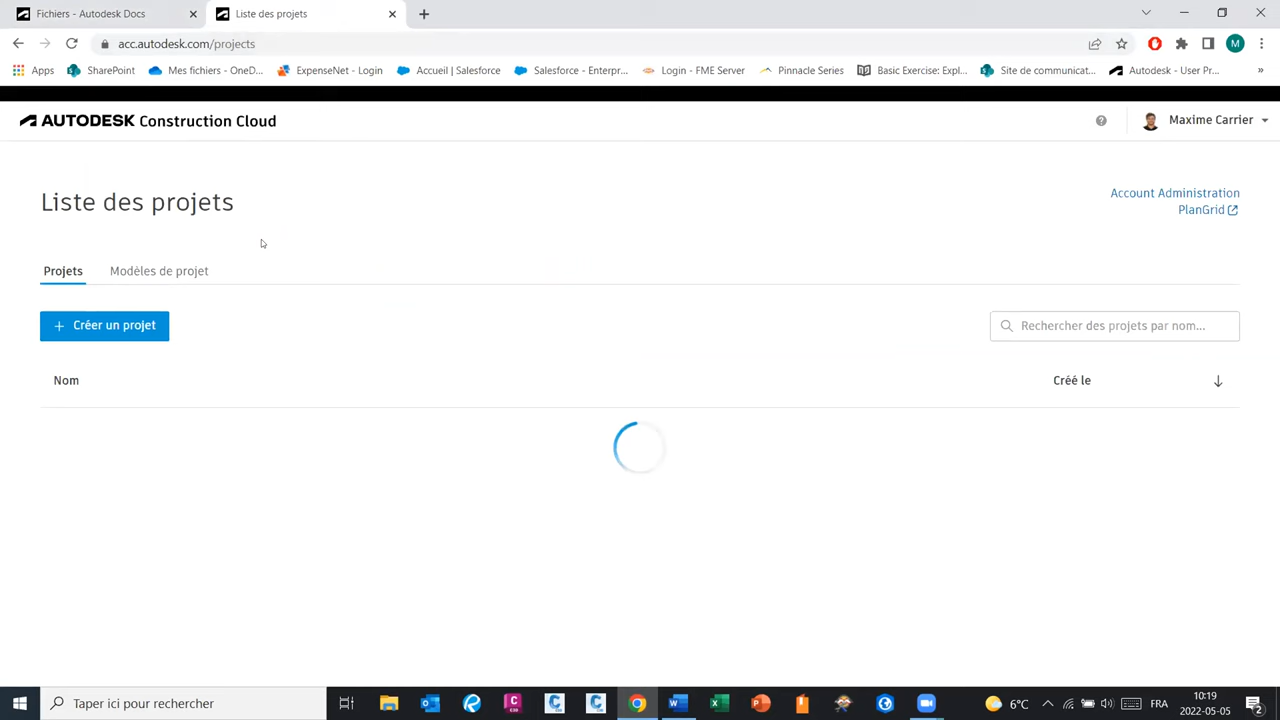 Fichiers - Autodesk Docs
Liste des projets
acc.autodesk.com/projects
M
Apps
SharePoint
Mes fichiers - OneD...
ExpenseNet - Login
Accueil | Salesforce
Salesforce - Enterpr...
Login - FME Server
Pinnacle Series
Basic Exercise: Expl...
Site de communicat...
Autodesk - User Pr...
»
AUTODESK Construction Cloud
Maxime Carrier
Liste des projets
Account Administration
PlanGrid
Projets
Modèles de projet
+ Créer un projet
Rechercher des projets par nom...
Nom
Créé le
Taper ici pour rechercher
6°C
FRA
10:19
2022-05-05
2